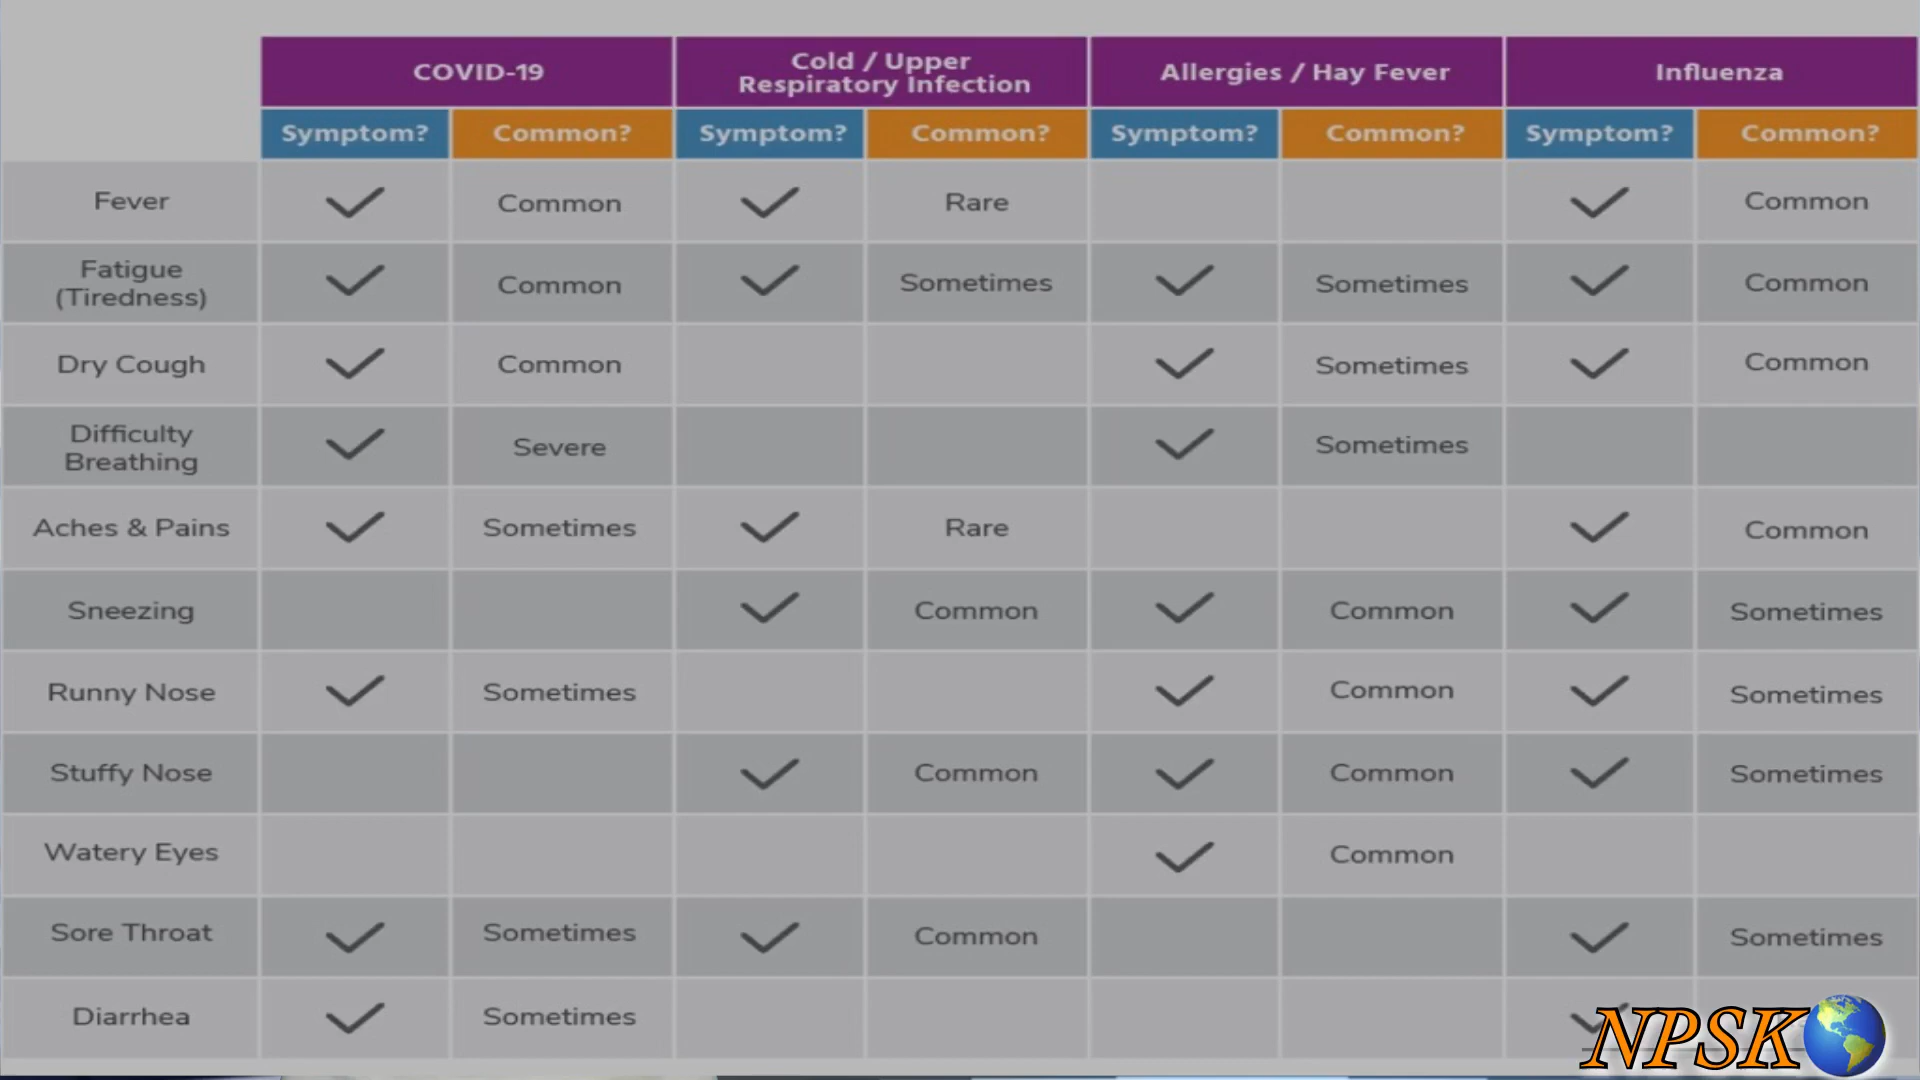 COVID-19
Cold / Upper
Respiratory Infection
Allergies / Hay Fever
Influenza
Symptom? Common? Symptom? Common? Symptom? Common? Symptom? Common?
Fever Common Rare Common
Fatigue
(Tiredness) Common Sometimes Sometimes Common
Dry Cough Common Sometimes Common
Difficulty
Breathing Severe Sometimes
Aches & Pains Sometimes Rare Common
Sneezing Common Common Sometimes
Runny Nose Sometimes Common Sometimes
Stuffy Nose Common Common Sometimes
Watery Eyes Common
Sore Throat Sometimes Common Sometimes
Diarrhea Sometimes
NPSK